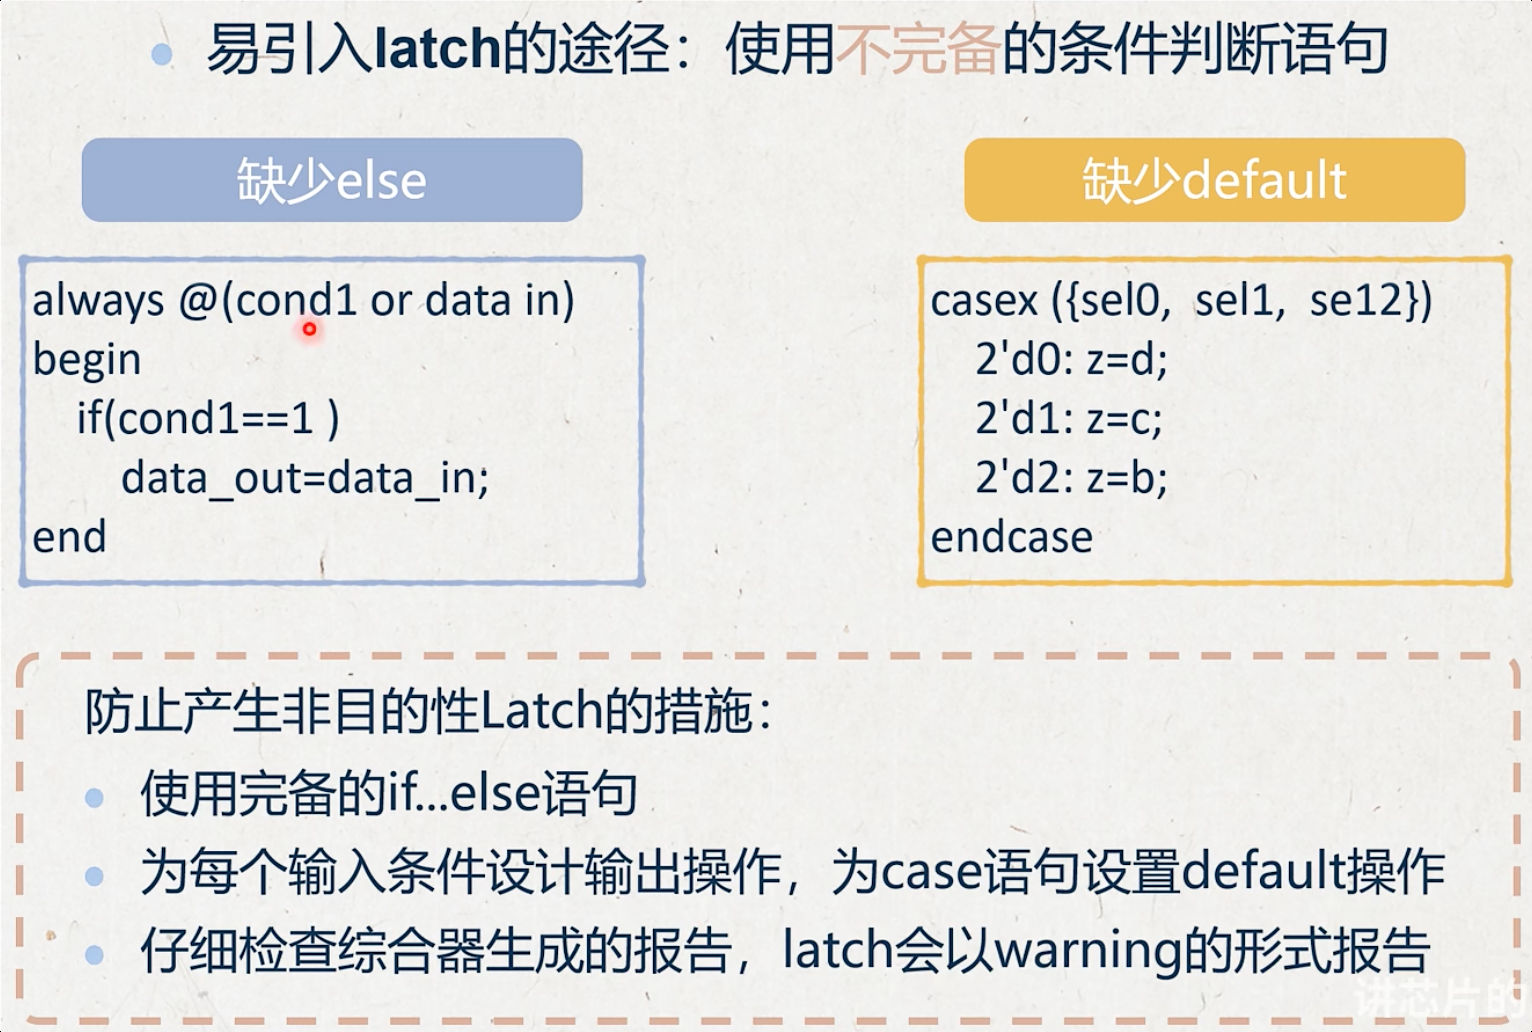 易引入latch的途径：使用不完备的条件判断语句
缺少else
always @(cond1 or data in)
begin
if(cond1==1 )
data_out=data_in;
end
缺少default
casex ({sel0, sel1, se12})
2'd0: z=d;
2'd1: z=c;
2'd2: z=b;
endcase
防止产生非目的性Latch的措施：
使用完备的if...else语句
为每个输入条件设计输出操作，为case语句设置default操作
仔细检查综合器生成的报告，latch会以warning的形式报告
讲芯片的